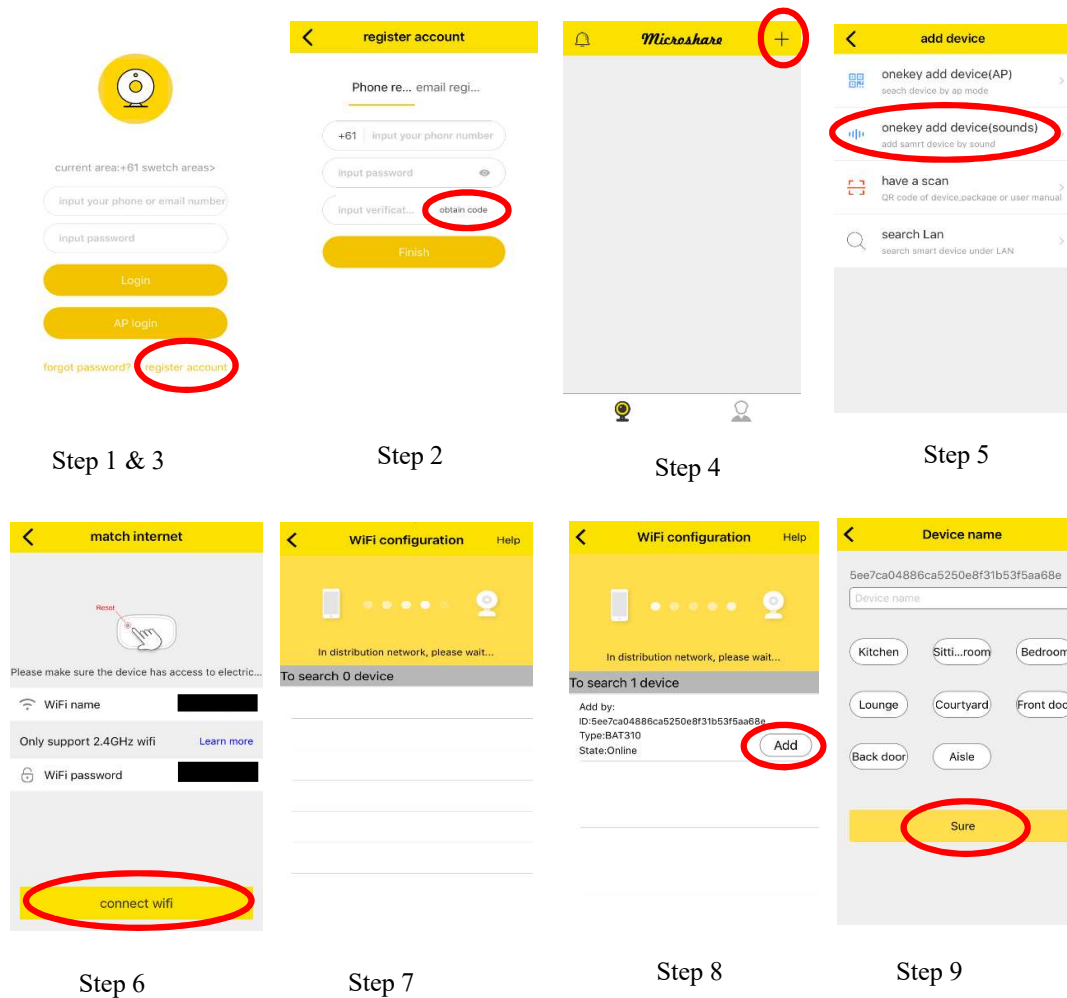 current area:+61 swetch areas>
input your phone or email number
input password
Login
AP login
forgot password?
register account
Step 1 & 3
register account
Phone re... email regi...
+61 input your phonr number
input password
input verificat... obtain code
Finish
Step 2
Microshare
Step 4
add device
onekey add device(AP)
seach device by ap mode
onekey add device(sounds)
add samrt device by sound
have a scan
QR code of device,package or user manual
search Lan
search smart device under LAN
Step 5
match internet
Reset
Please make sure the device has access to electric...
WiFi name
Only support 2.4GHz wifi Learn more
WiFi password
connect wifi
Step 6
WiFi configuration Help
In distribution network, please wait...
To search 0 device
Step 7
WiFi configuration Help
In distribution network, please wait...
To search 1 device
Add by:
ID:5ee7ca04886ca5250e8f31b53f5aa68e
Type:BAT310
State:Online
Add
Step 8
Device name
5ee7ca04886ca5250e8f31b53f5aa68e
Device name
Kitchen Sitti...room Bedroom
Lounge Courtyard Front doo
Back door Aisle
Sure
Step 9